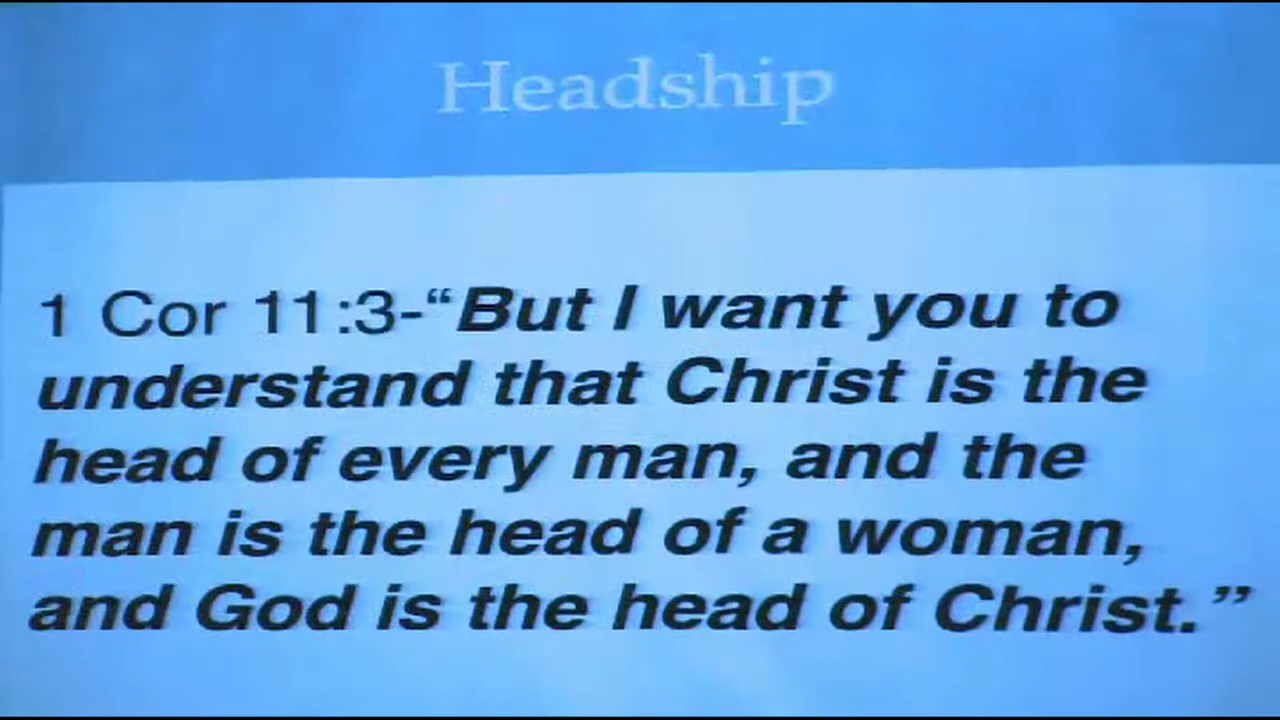 Headship
1 Cor 11:3-“But I want you to
understand that Christ is the
head of every man, and the
man is the head of a woman,
and God is the head of Christ.”